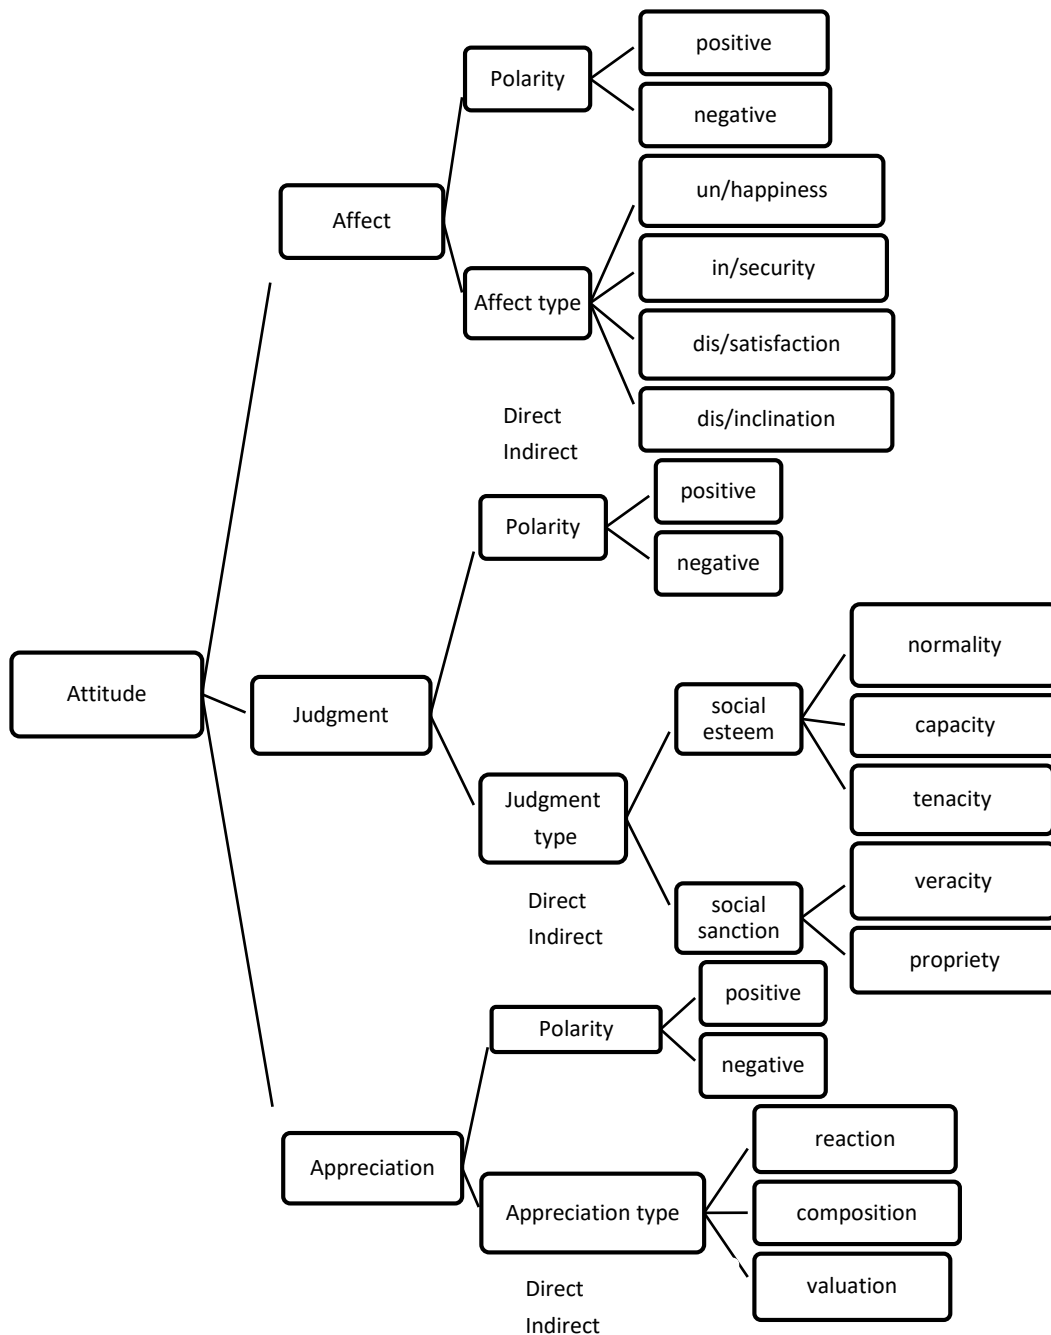 positive
Polarity
negative
un/happiness
Affect
in/security
Affect type
dis/satisfaction
dis/inclination
Direct
Indirect
positive
Polarity
negative
normality
Attitude
Judgment
social
esteem
capacity
tenacity
Judgment
type
veracity
Direct
Indirect
social
sanction
propriety
positive
Polarity
negative
reaction
Appreciation
Appreciation type
composition
valuation
Direct
Indirect